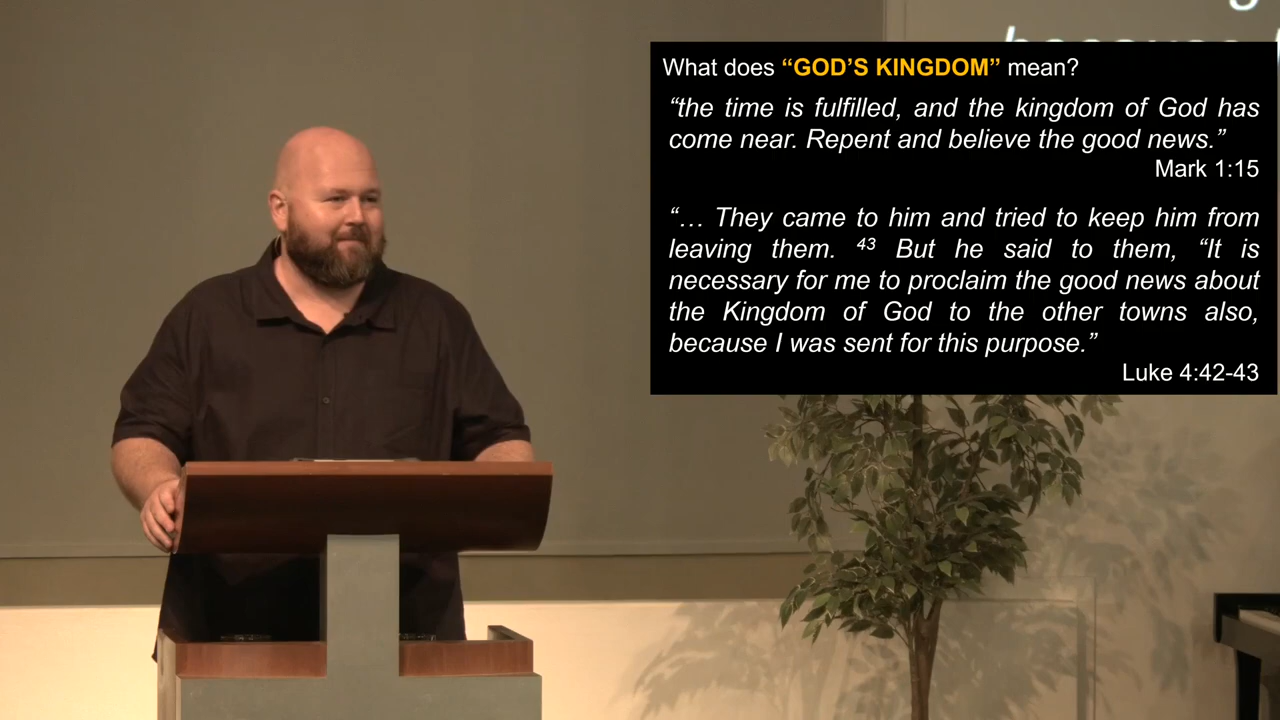 What does “GOD’S KINGDOM” mean?
“the time is fulfilled, and the kingdom of God has
come near. Repent and believe the good news.”
Mark 1:15
“… They came to him and tried to keep him from
leaving them. ⁴³ But he said to them, “It is
necessary for me to proclaim the good news about
the Kingdom of God to the other towns also,
because I was sent for this purpose.”
Luke 4:42-43